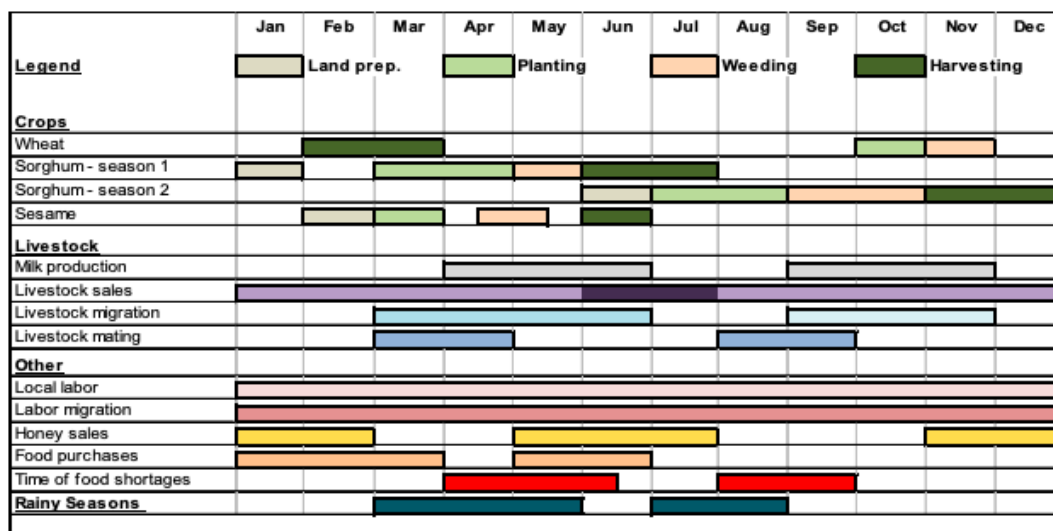 Jan Feb Mar Apr May Jun Jul Aug Sep Oct Nov Dec
Legend Land prep. Planting Weeding Harvesting
Crops
Wheat
Sorghum - season 1
Sorghum - season 2
Sesame
Livestock
Milk production
Livestock sales
Livestock migration
Livestock mating
Other
Local labor
Labor migration
Honey sales
Food purchases
Time of food shortages
Rainy Seasons